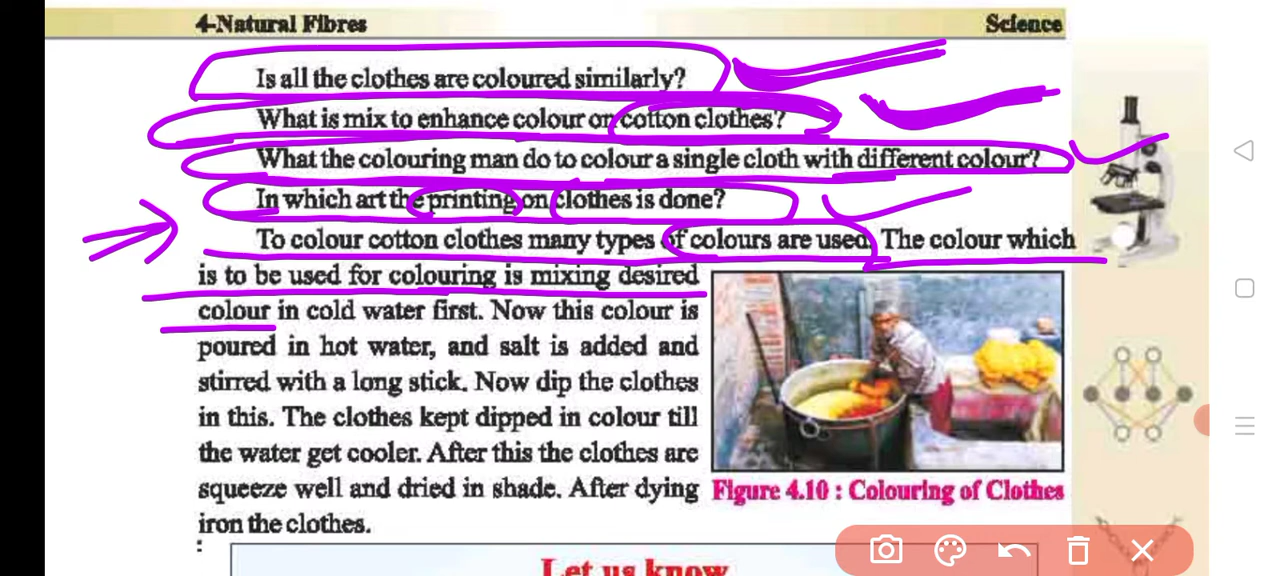 4-Natural Fibres Science
Is all the clothes are coloured similarly?
What is mix to enhance colour on cotton clothes?
What the colouring man do to colour a single cloth with different colour?
In which art the printing on clothes is done?
To colour cotton clothes many types of colours are used. The colour which
is to be used for colouring is mixing desired
colour in cold water first. Now this colour is
poured in hot water, and salt is added and
stirred with a long stick. Now dip the clothes
in this. The clothes kept dipped in colour till
the water get cooler. After this the clothes are
squeeze well and dried in shade. After dying
iron the clothes.
Figure 4.10 : Colouring of Clothes
Let us know